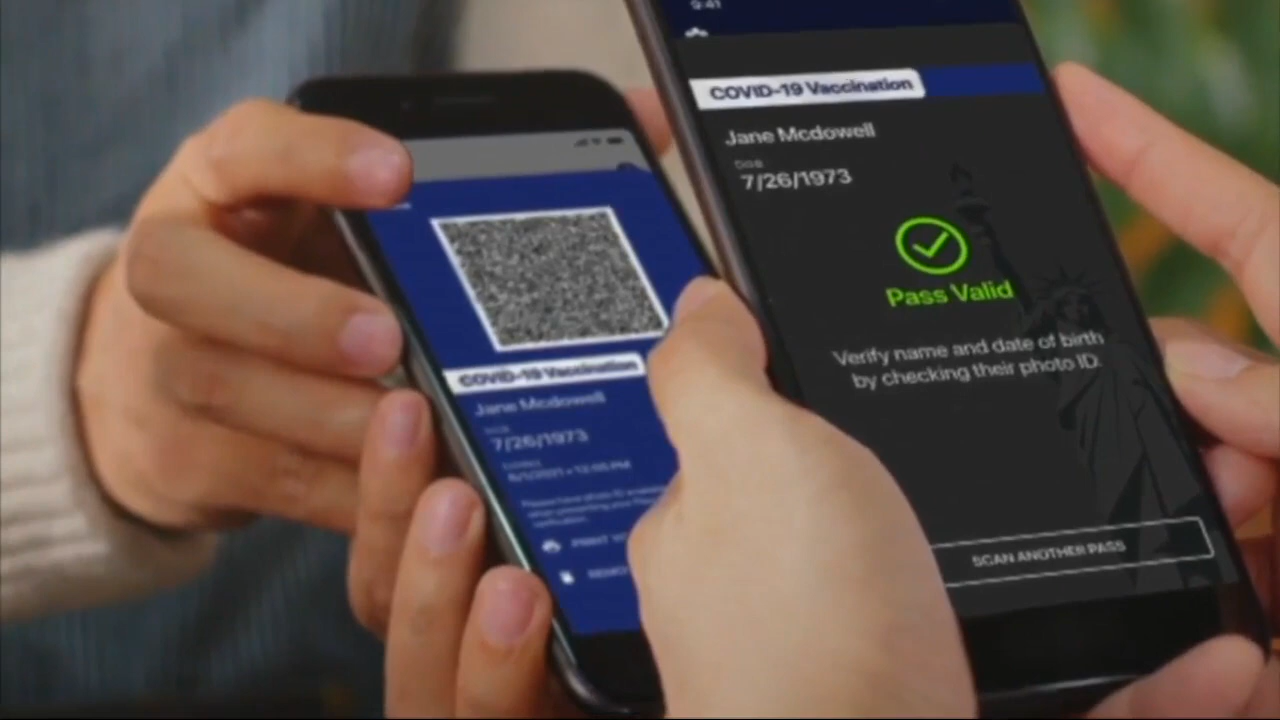 COVID-19 Vaccination
Jane Mcdowell
7/26/1973
COVID-19 Vaccination
Jane Mcdowell
DOB
7/26/1973
Pass Valid
Verify name and date of birth
by checking their photo ID.
SCAN ANOTHER PASS
9:41